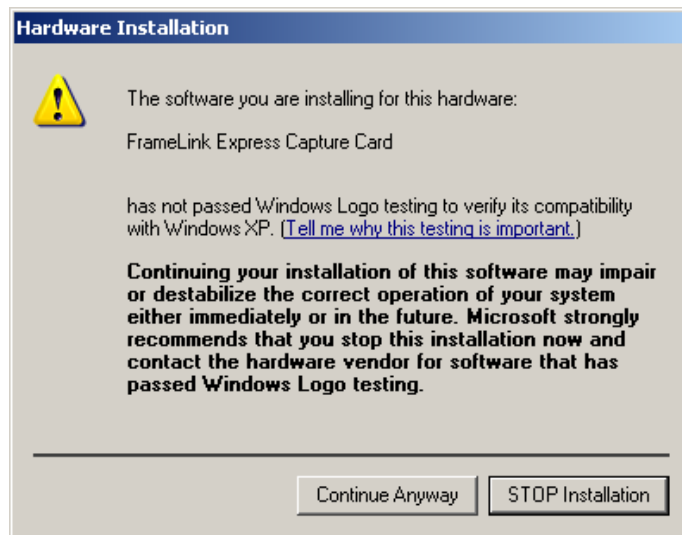 Hardware Installation
The software you are installing for this hardware:
FrameLink Express Capture Card
has not passed Windows Logo testing to verify its compatibility
with Windows XP. (Tell me why this testing is important.)
Continuing your installation of this software may impair
or destabilize the correct operation of your system
either immediately or in the future. Microsoft strongly
recommends that you stop this installation now and
contact the hardware vendor for software that has
passed Windows Logo testing.
Continue Anyway
STOP Installation